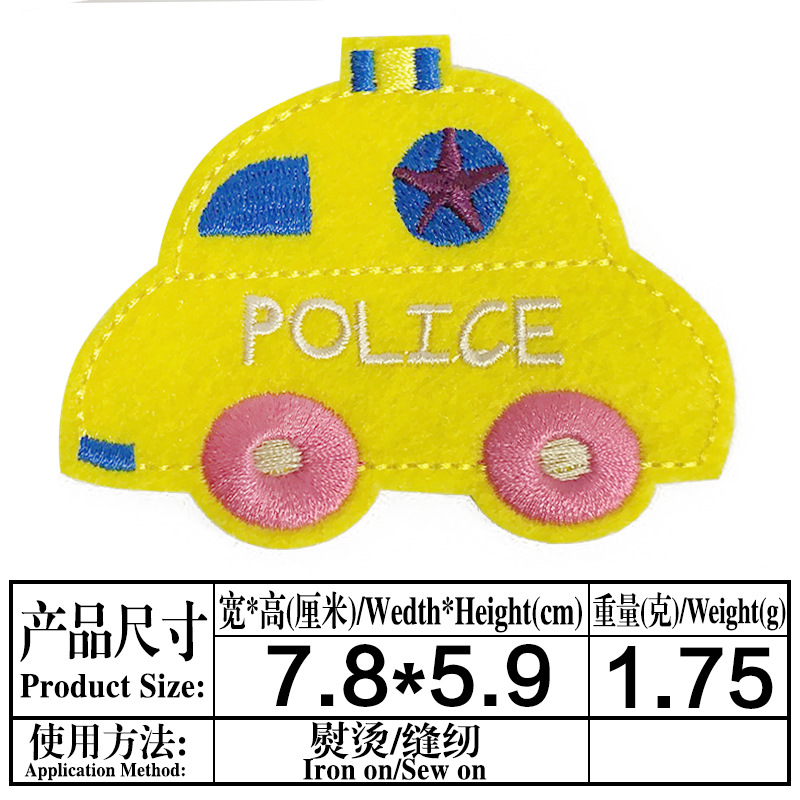 POLICE
产品尺寸
Product Size:
宽*高(厘米)/Wedth*Height(cm)
7.8*5.9
重量(克)/Weight(g)
1.75
使用方法:
Application Method:
熨烫/缝纫
Iron on/Sew on